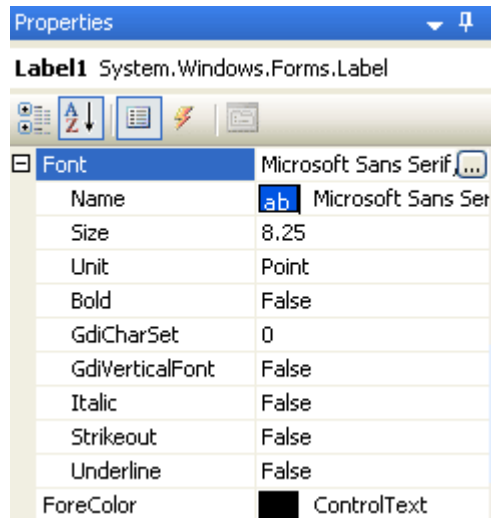 Properties
Label1 System.Windows.Forms.Label
A
Z
Font Microsoft Sans Serif, ...
Name ab Microsoft Sans Ser
Size 8.25
Unit Point
Bold False
GdiCharSet 0
GdiVerticalFont False
Italic False
Strikeout False
Underline False
ForeColor ControlText